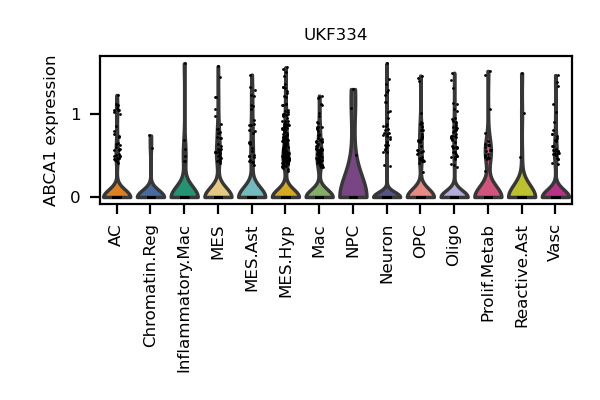 UKF334
ABCA1 expression
1
0
AC
Chromatin.Reg
Inflammatory.Mac
MES
MES.Ast
MES.Hyp
Mac
NPC
Neuron
OPC
Oligo
Prolif.Metab
Reactive.Ast
Vasc